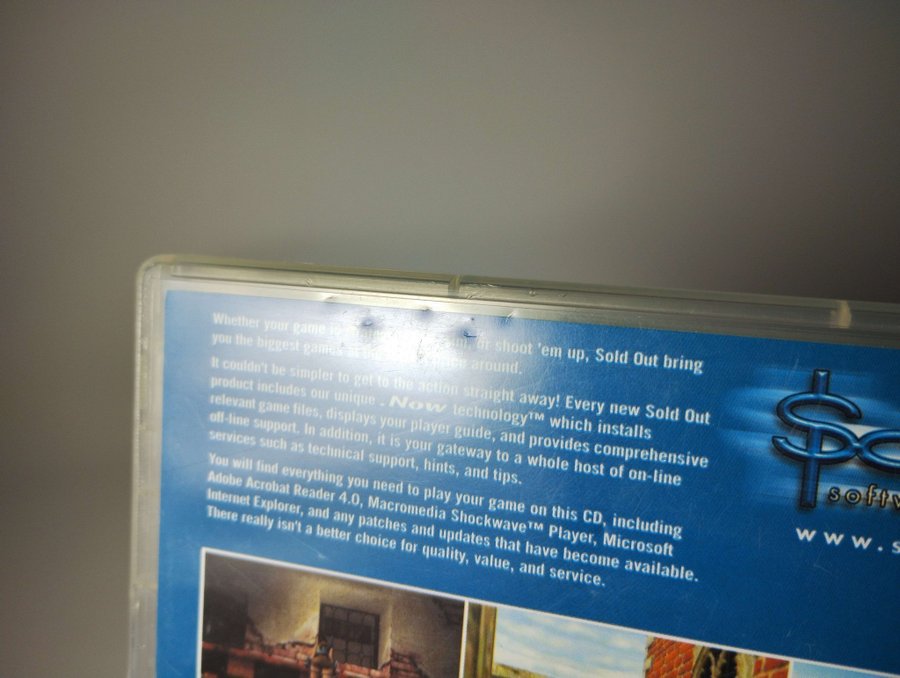 Whether your game is or shoot 'em up, Sold Out bring
you the biggest games at around.
It couldn't be simpler to get to the action straight away! Every new Sold Out
product includes our unique .Now technology™ which installs
relevant game files, displays your player guide, and provides comprehensive
off-line support. In addition, it is your gateway to a whole host of on-line
services such as technical support, hints, and tips.
You will find everything you need to play your game on this CD, including
Adobe Acrobat Reader 4.0, Macromedia Shockwave™ Player, Microsoft
Internet Explorer, and any patches and updates that have become available.
There really isn't a better choice for quality, value, and service.
softw
www.s